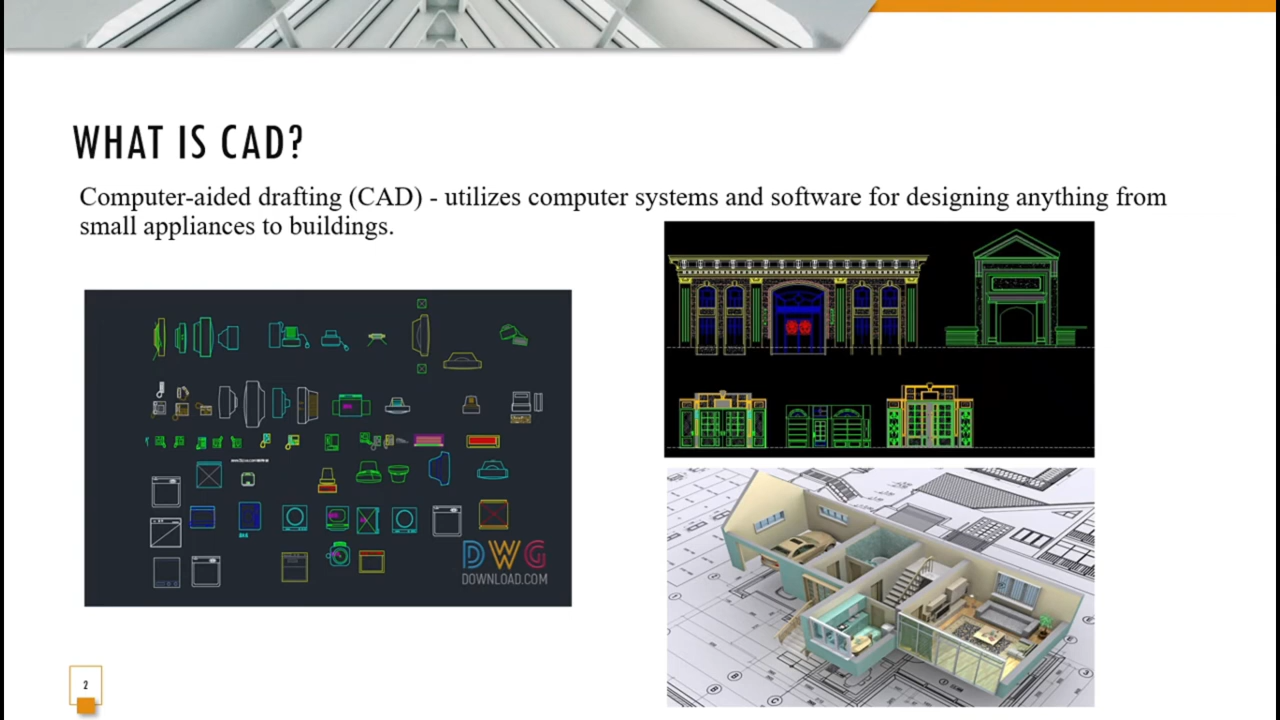 WHAT IS CAD?
Computer-aided drafting (CAD) - utilizes computer systems and software for designing anything from
small appliances to buildings.
DWG
DOWNLOAD.COM
2